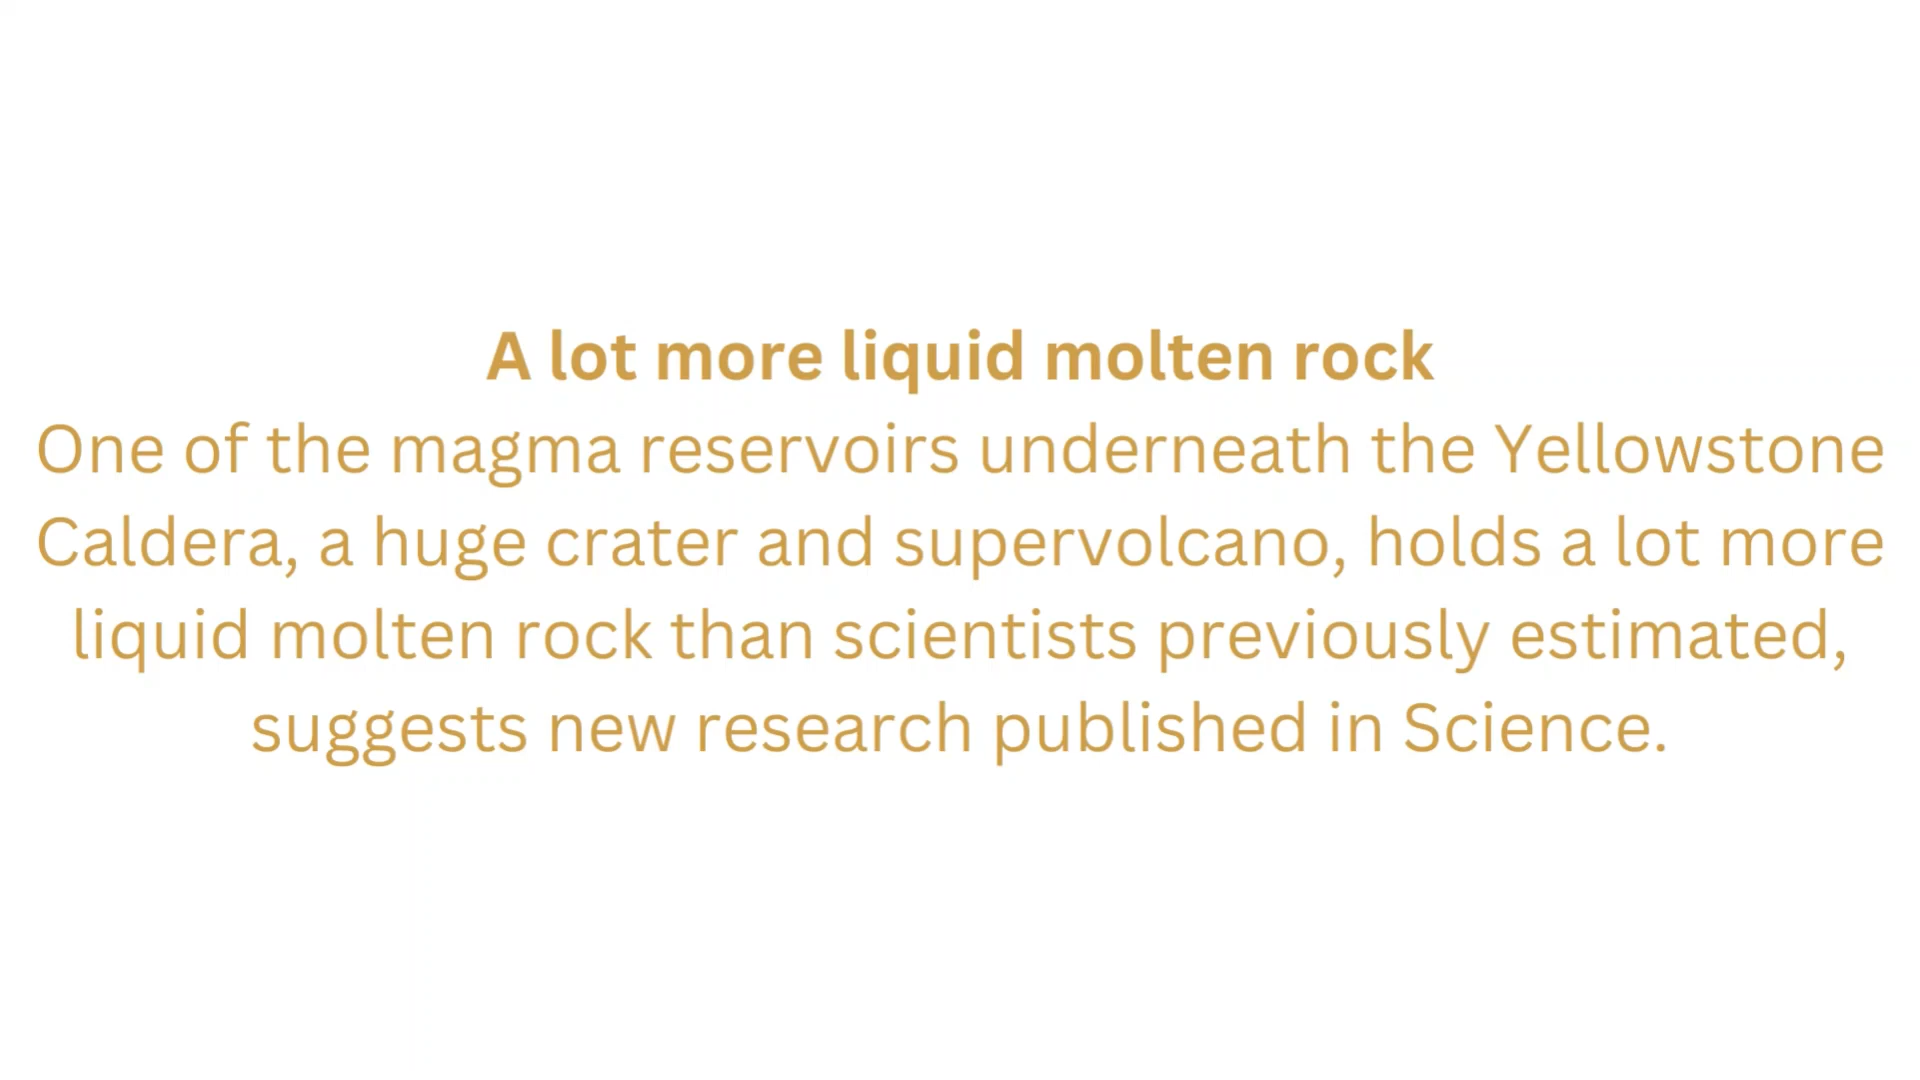 A lot more liquid molten rock
One of the magma reservoirs underneath the Yellowstone
Caldera, a huge crater and supervolcano, holds a lot more
liquid molten rock than scientists previously estimated,
suggests new research published in Science.